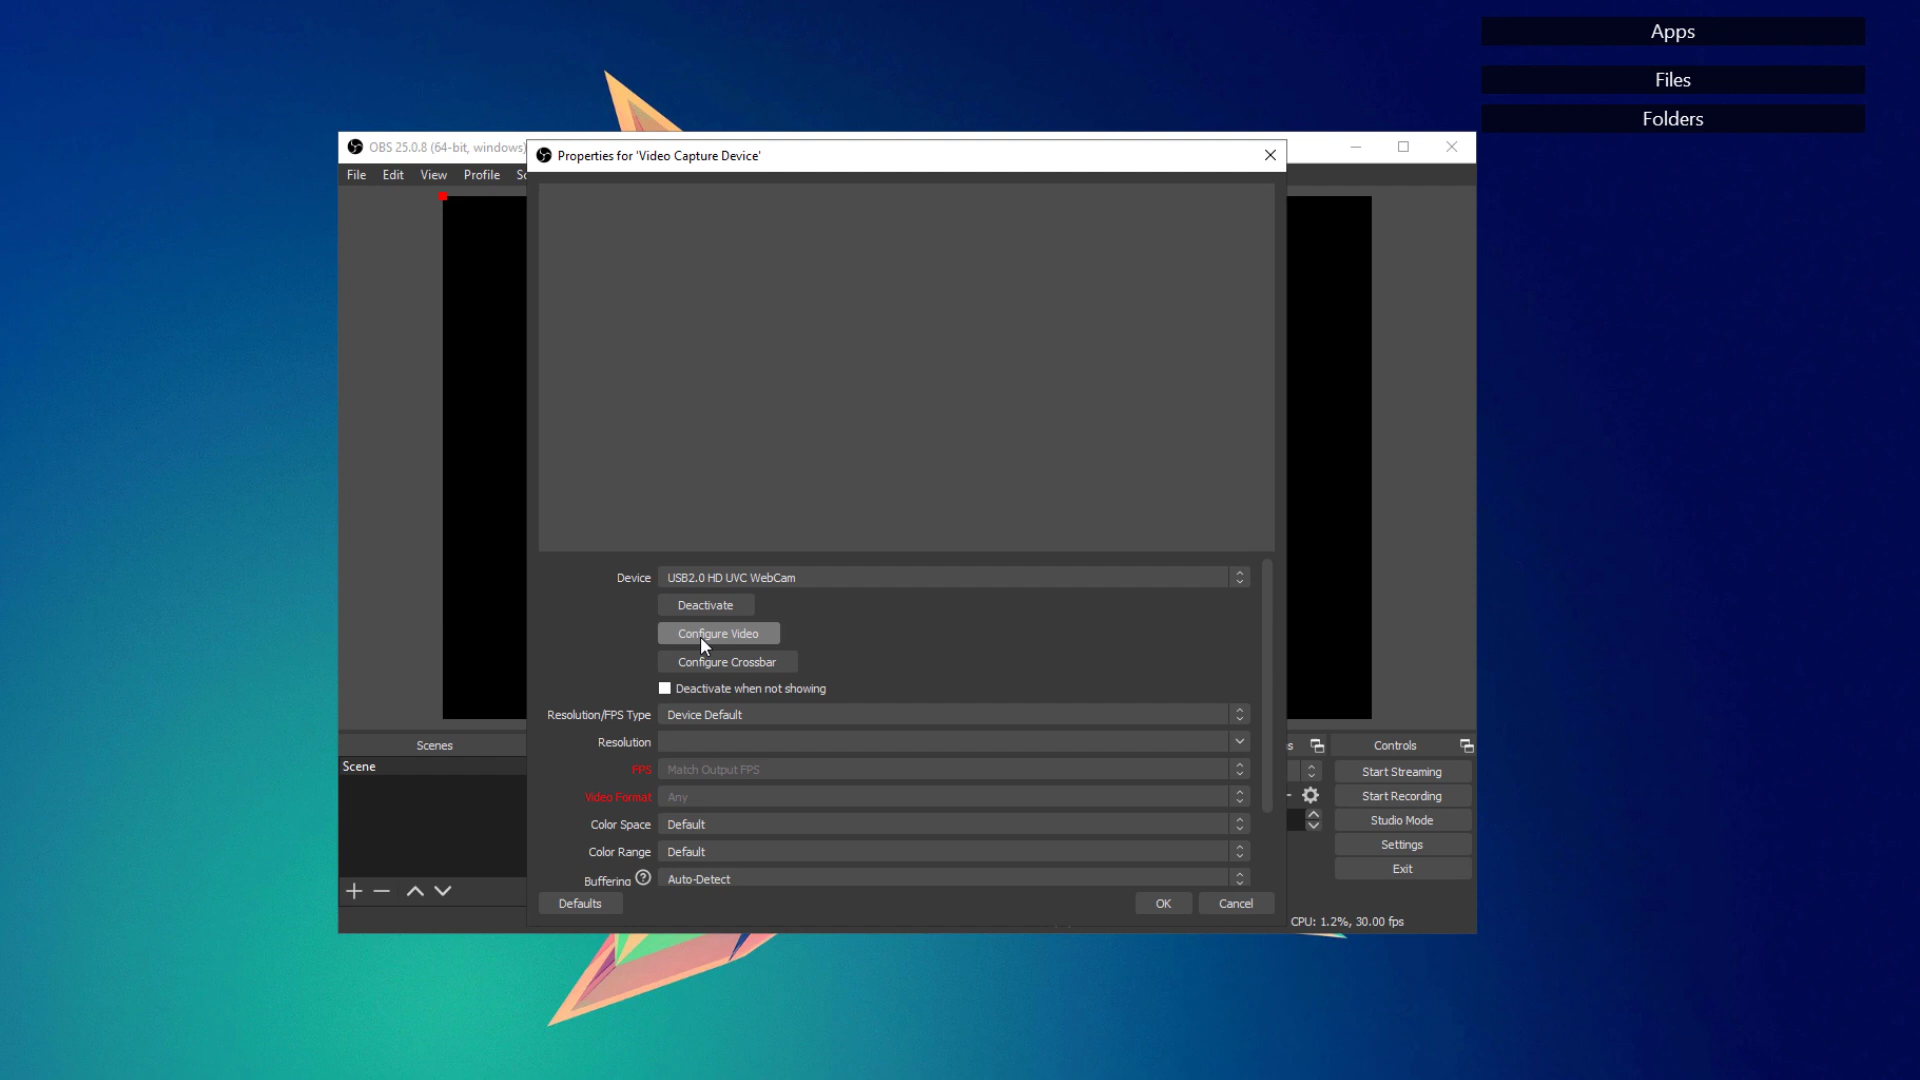 Apps
Files
Folders
OBS 25.0.8 (64-bit, windows)
Properties for 'Video Capture Device'
File Edit View Profile
Device USB2.0 HD UVC WebCam
Deactivate
Configure Video
Configure Crossbar
Deactivate when not showing
Resolution/FPS Type Device Default
Resolution
FPS Match Output FPS
Video Format Any
Color Space Default
Color Range Default
Buffering ? Auto-Detect
Defaults OK Cancel
Scenes
Scene
Controls
Start Streaming
Start Recording
Studio Mode
Settings
Exit
CPU: 1.2%, 30.00 fps